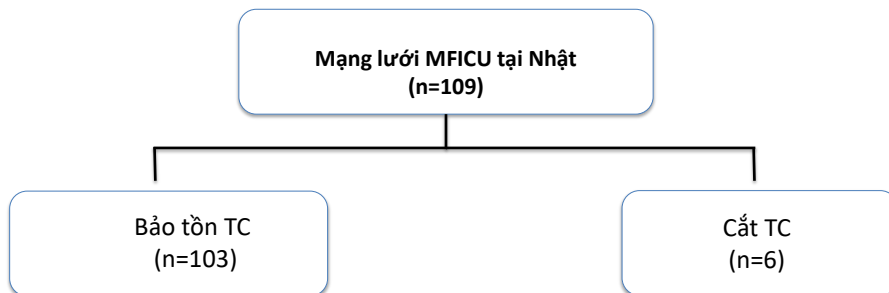 Mạng lưới MFICU tại Nhật
(n=109)
Bảo tồn TC
(n=103)
Cắt TC
(n=6)